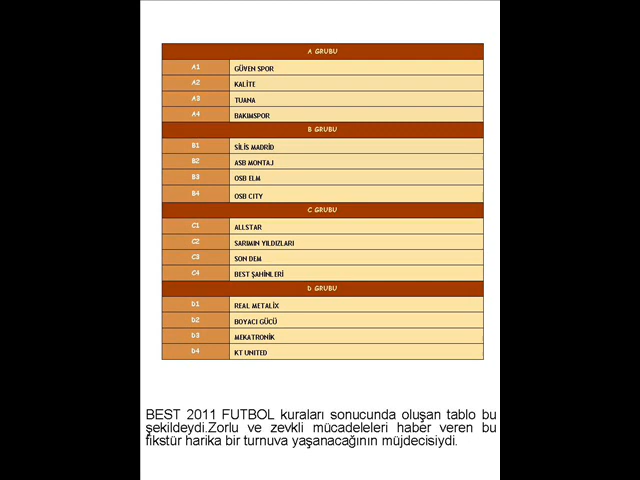 A GRUBU
A1 GÜVEN SPOR
A2 KALİTE
A3 TUANA
A4 BAKIMSPOR
B GRUBU
B1 SİLİS MADRİD
B2 ASB MONTAJ
B3 OSB ELM
B4 OSB CITY
C GRUBU
C1 ALLSTAR
C2 SARIMIN YILDIZLARI
C3 SON DEM
C4 BEST ŞAHİNLERİ
D GRUBU
D1 REAL METALİX
D2 BOYACI GÜCÜ
D3 MEKATRONİK
D4 KT UNITED
BEST 2011 FUTBOL kuraları sonucunda oluşan tablo bu
şekildeydi.Zorlu ve zevkli mücadeleleri haber veren bu
fikstür harika bir turnuva yaşanacağının müjdecisiydi.